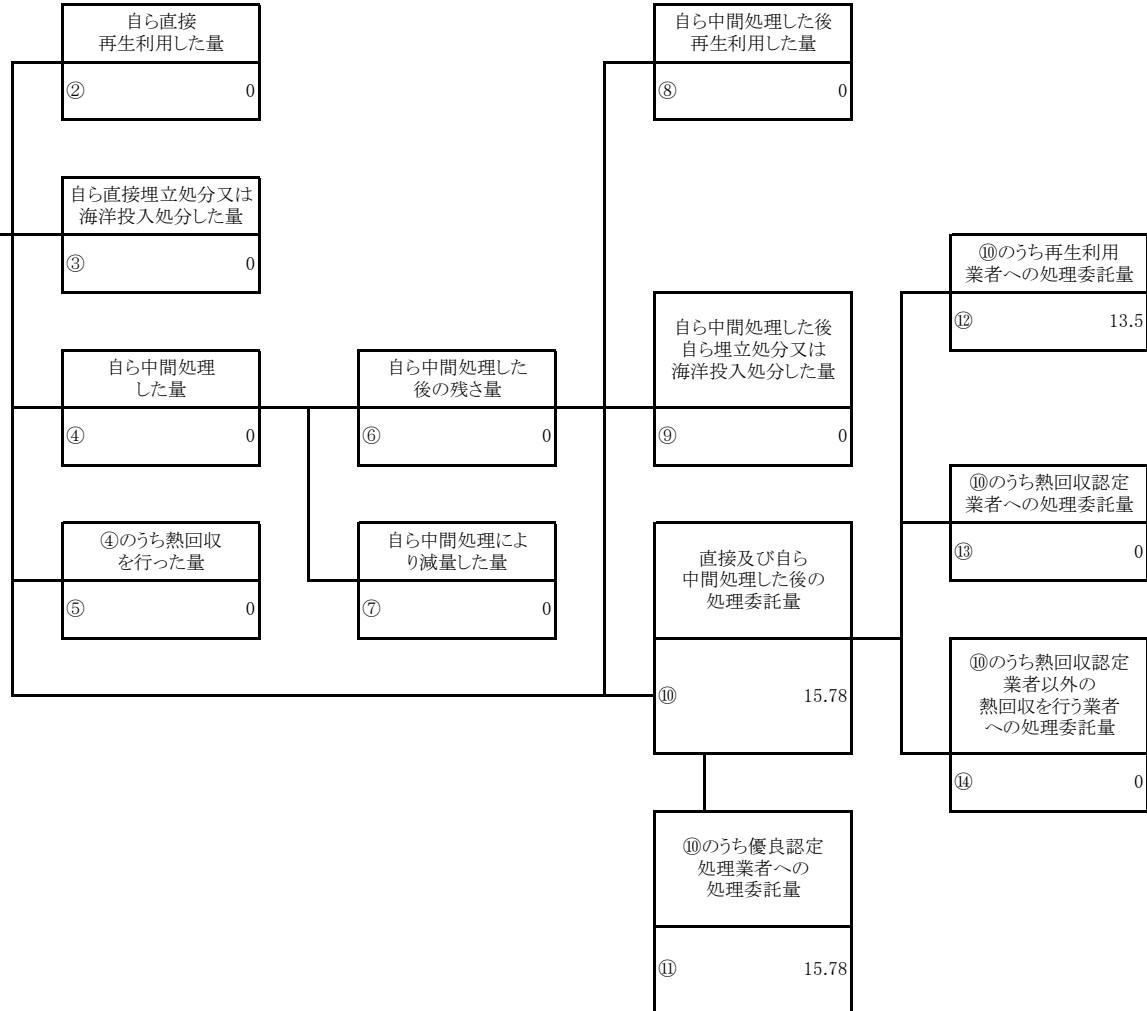 自ら直接
再生利用した量
② 0
自ら中間処理した後
再生利用した量
⑧ 0
自ら直接埋立処分又は
海洋投入処分した量
③ 0
⑩のうち再生利用
業者への処理委託量
⑫ 13.5
自ら中間処理した後
自ら埋立処分又は
海洋投入処分した量
⑨ 0
自ら中間処理
した量
④ 0
自ら中間処理した
後の残さ量
⑥ 0
⑩のうち熱回収認定
業者への処理委託量
⑬ 0
④のうち熱回収
を行った量
⑤ 0
自ら中間処理によ
り減量した量
⑦ 0
直接及び自ら
中間処理した後の
処理委託量
⑩ 15.78
⑩のうち熱回収認定
業者以外の
熱回収を行う業者
への処理委託量
⑭ 0
⑩のうち優良認定
処理業者への
処理委託量
⑪ 15.78